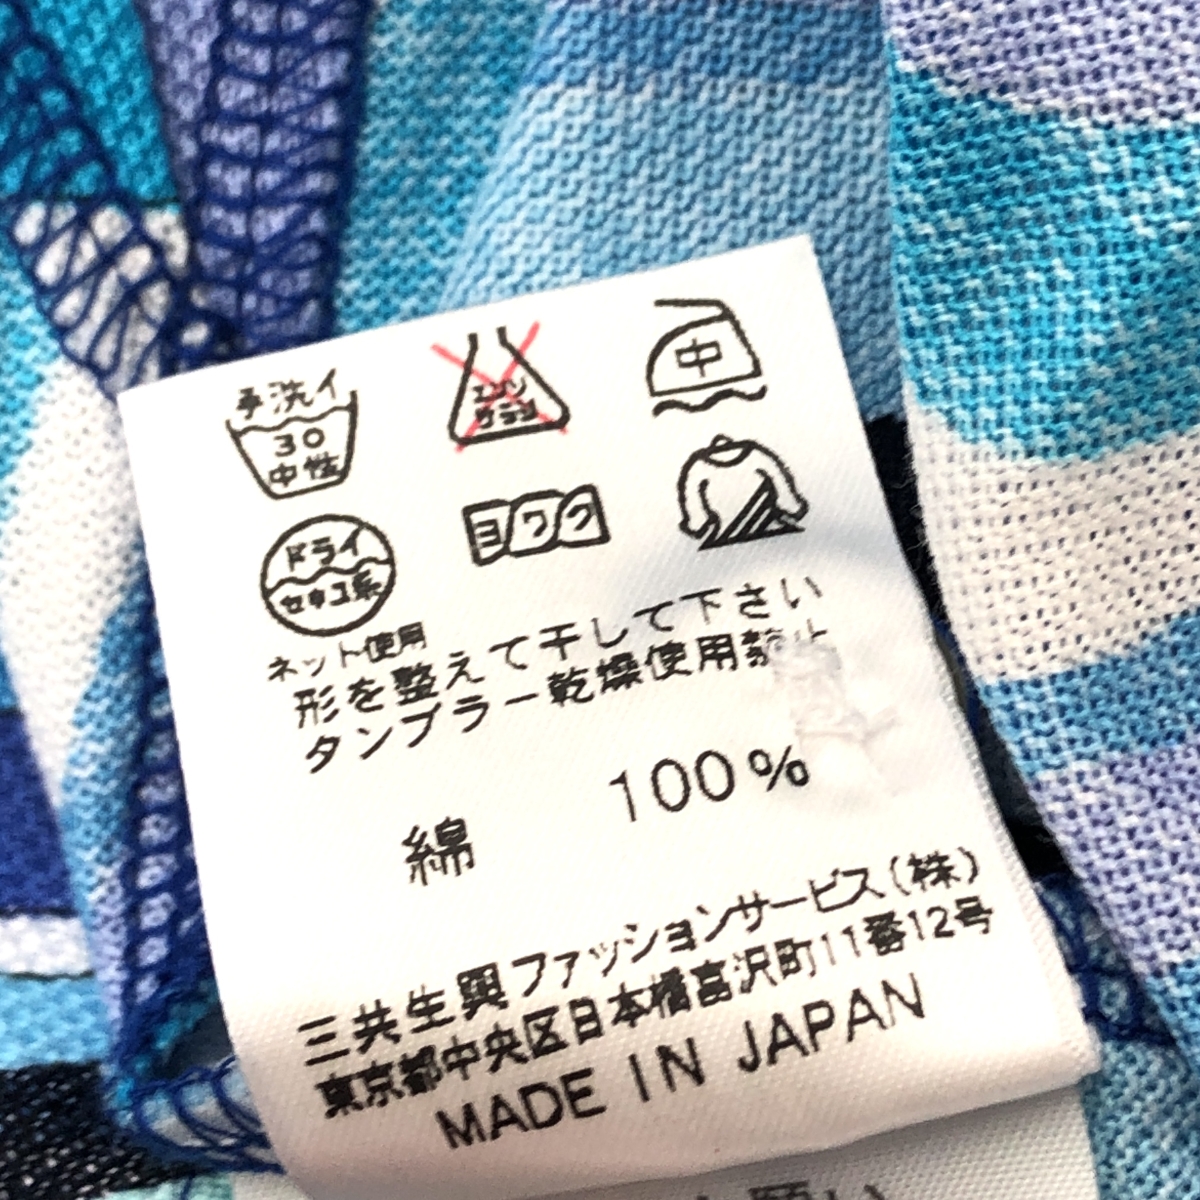 手洗イ
30
中性
エンソ
サラシ
中
ドライ
セキユ系
ヨワク
ネット使用
形を整えて干して下さい
タンブラー乾燥使用禁止
綿 100%
三共生興ファッションサービス(株)
東京都中央区日本橋富沢町11番12号
MADE IN JAPAN
願い